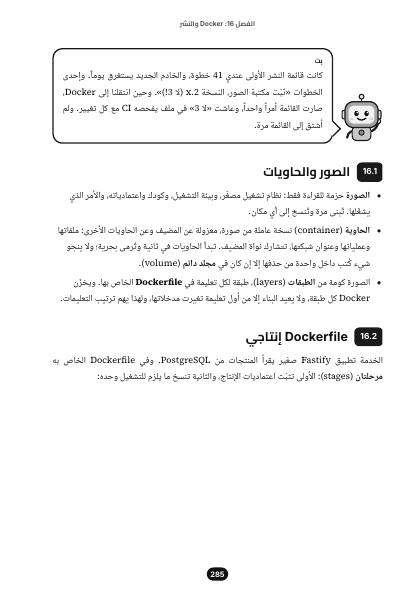 الفصل 16: Docker والنشر
بِت
كانت قائمة النشر الأولى عندي 41 خطوة، والخادم الجديد يستغرق يوماً. وإحدى
الخطوات «ثبّت مكتبة الصور، النسخة 2.x (لا 3!)». وحين انتقلنا إلى Docker،
صارت القائمة أمراً واحداً، وعاشت «لا 3» في ملف يفحصه CI مع كل تغيير. ولم
أشتق إلى القائمة مرة.
16.1 الصور والحاويات
• الصورة حزمة للقراءة فقط: نظام تشغيل مصغّر، وبيئة التشغيل، وكودك واعتمادياته، والأمر الذي
يشغّلها. تُبنى مرة وتُنسخ إلى أي مكان.
• الحاوية (container) نسخة عاملة من صورة، معزولة عن المضيف وعن الحاويات الأخرى: ملفاتها
وعملياتها وعنوان شبكتها، تتشارك نواة المضيف. تبدأ الحاويات في ثانية وتُرمى بحرية؛ ولا ينجو
شيء كُتب داخل واحدة من حذفها إلا إن كان في مجلد دائم (volume).
• الصورة كومة من الطبقات (layers)، طبقة لكل تعليمة في Dockerfile الخاص بها. ويخزّن
Docker كل طبقة، ولا يعيد البناء إلا من أول تعليمة تغيرت مدخلاتها، ولهذا يهم ترتيب التعليمات.
16.2 Dockerfile إنتاجي
الخدمة تطبيق Fastify صغير يقرأ المنتجات من PostgreSQL. وفي Dockerfile الخاص به
مرحلتان (stages): الأولى تثبّت اعتماديات الإنتاج، والثانية تنسخ ما يلزم للتشغيل وحده:
285